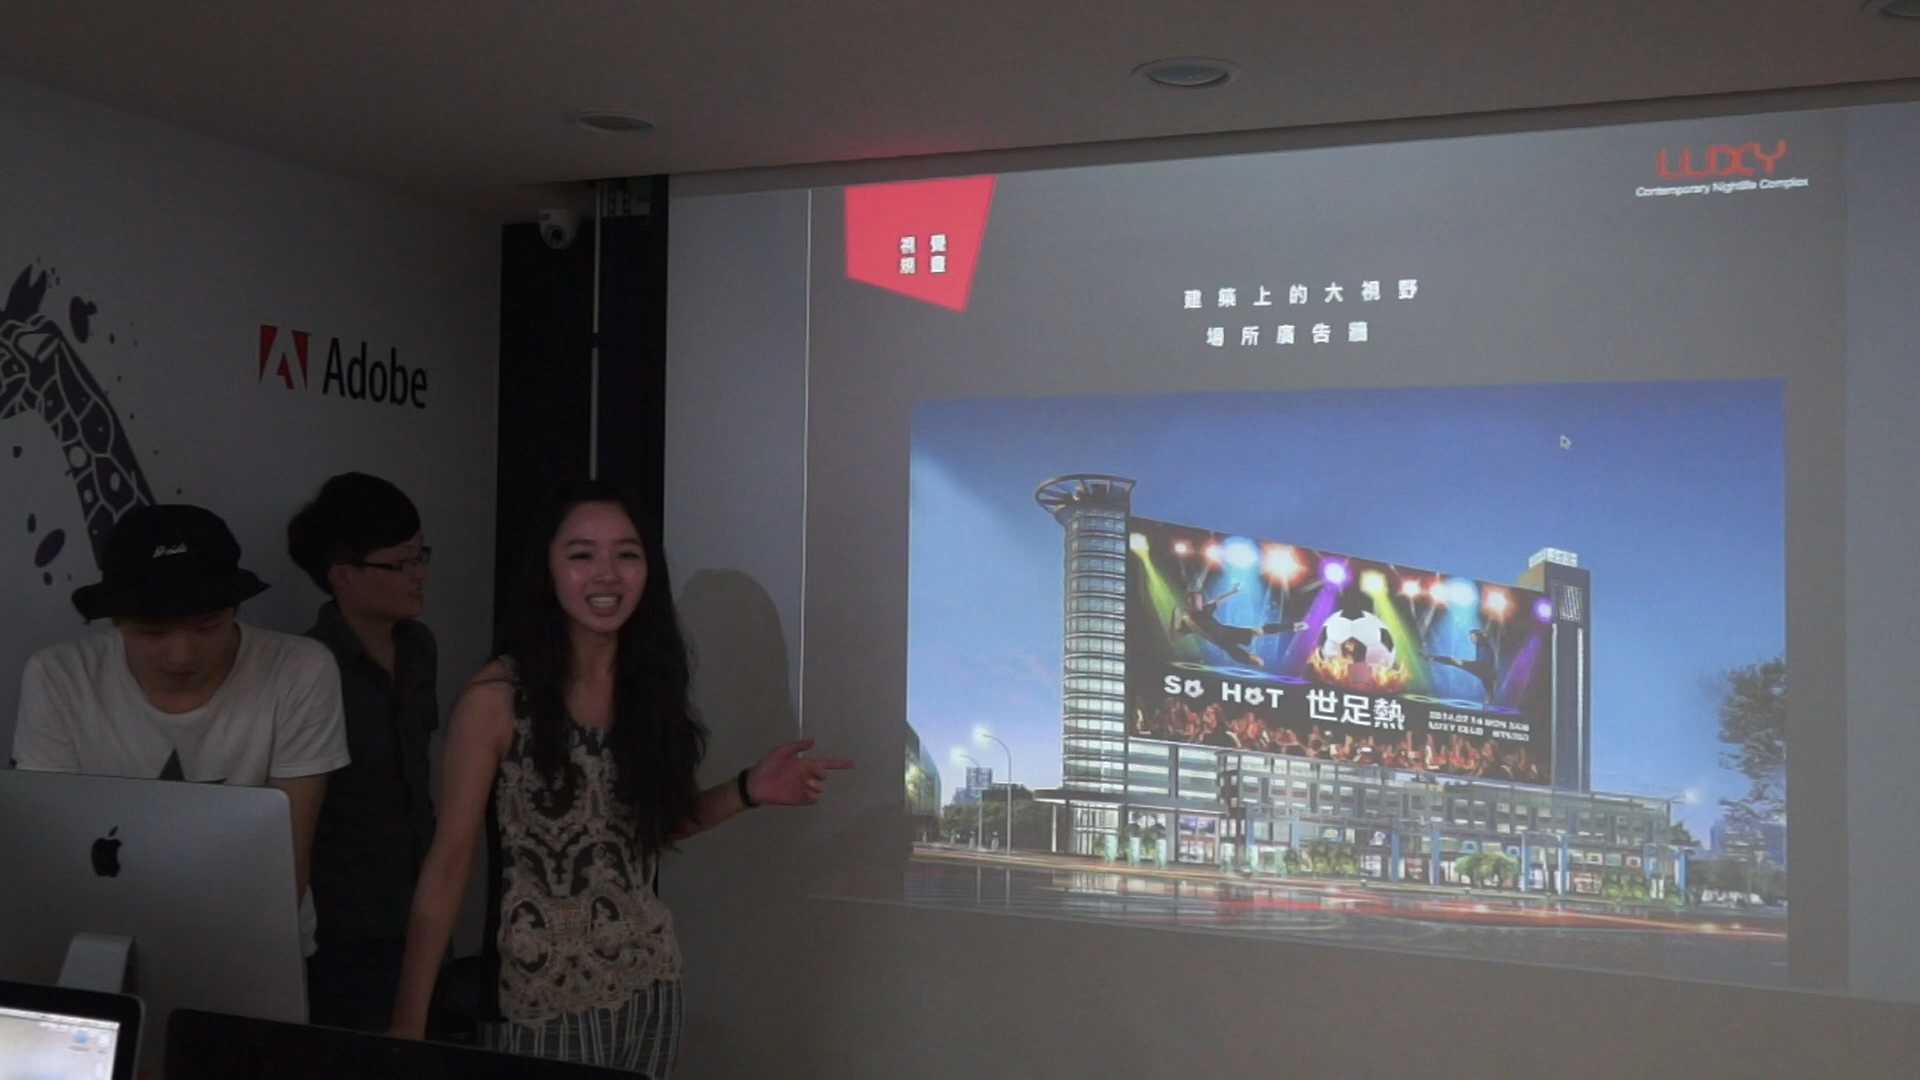 Adobe
LUXY
Contemporary Nightlife Complex
視覺
規畫
建築上的大視野
場所廣告牆
SO HOT 世足熱